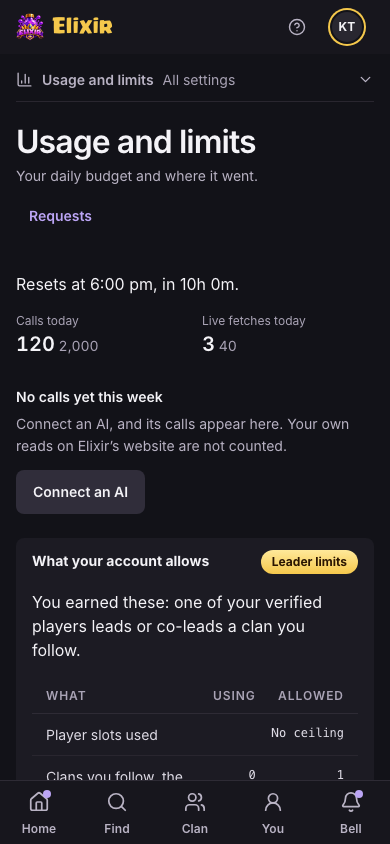 Elixir
KT
Usage and limits All settings
Usage and limits
Your daily budget and where it went.
Requests
Resets at 6:00 pm, in 10h 0m.
Calls today
120 2,000
Live fetches today
3 40
No calls yet this week
Connect an AI, and its calls appear here. Your own
reads on Elixir’s website are not counted.
Connect an AI
What your account allows
Leader limits
You earned these: one of your verified
players leads or co-leads a clan you
follow.
WHAT USING ALLOWED
Player slots used No ceiling
Clans you follow, the 0 1
Home Find Clan You Bell